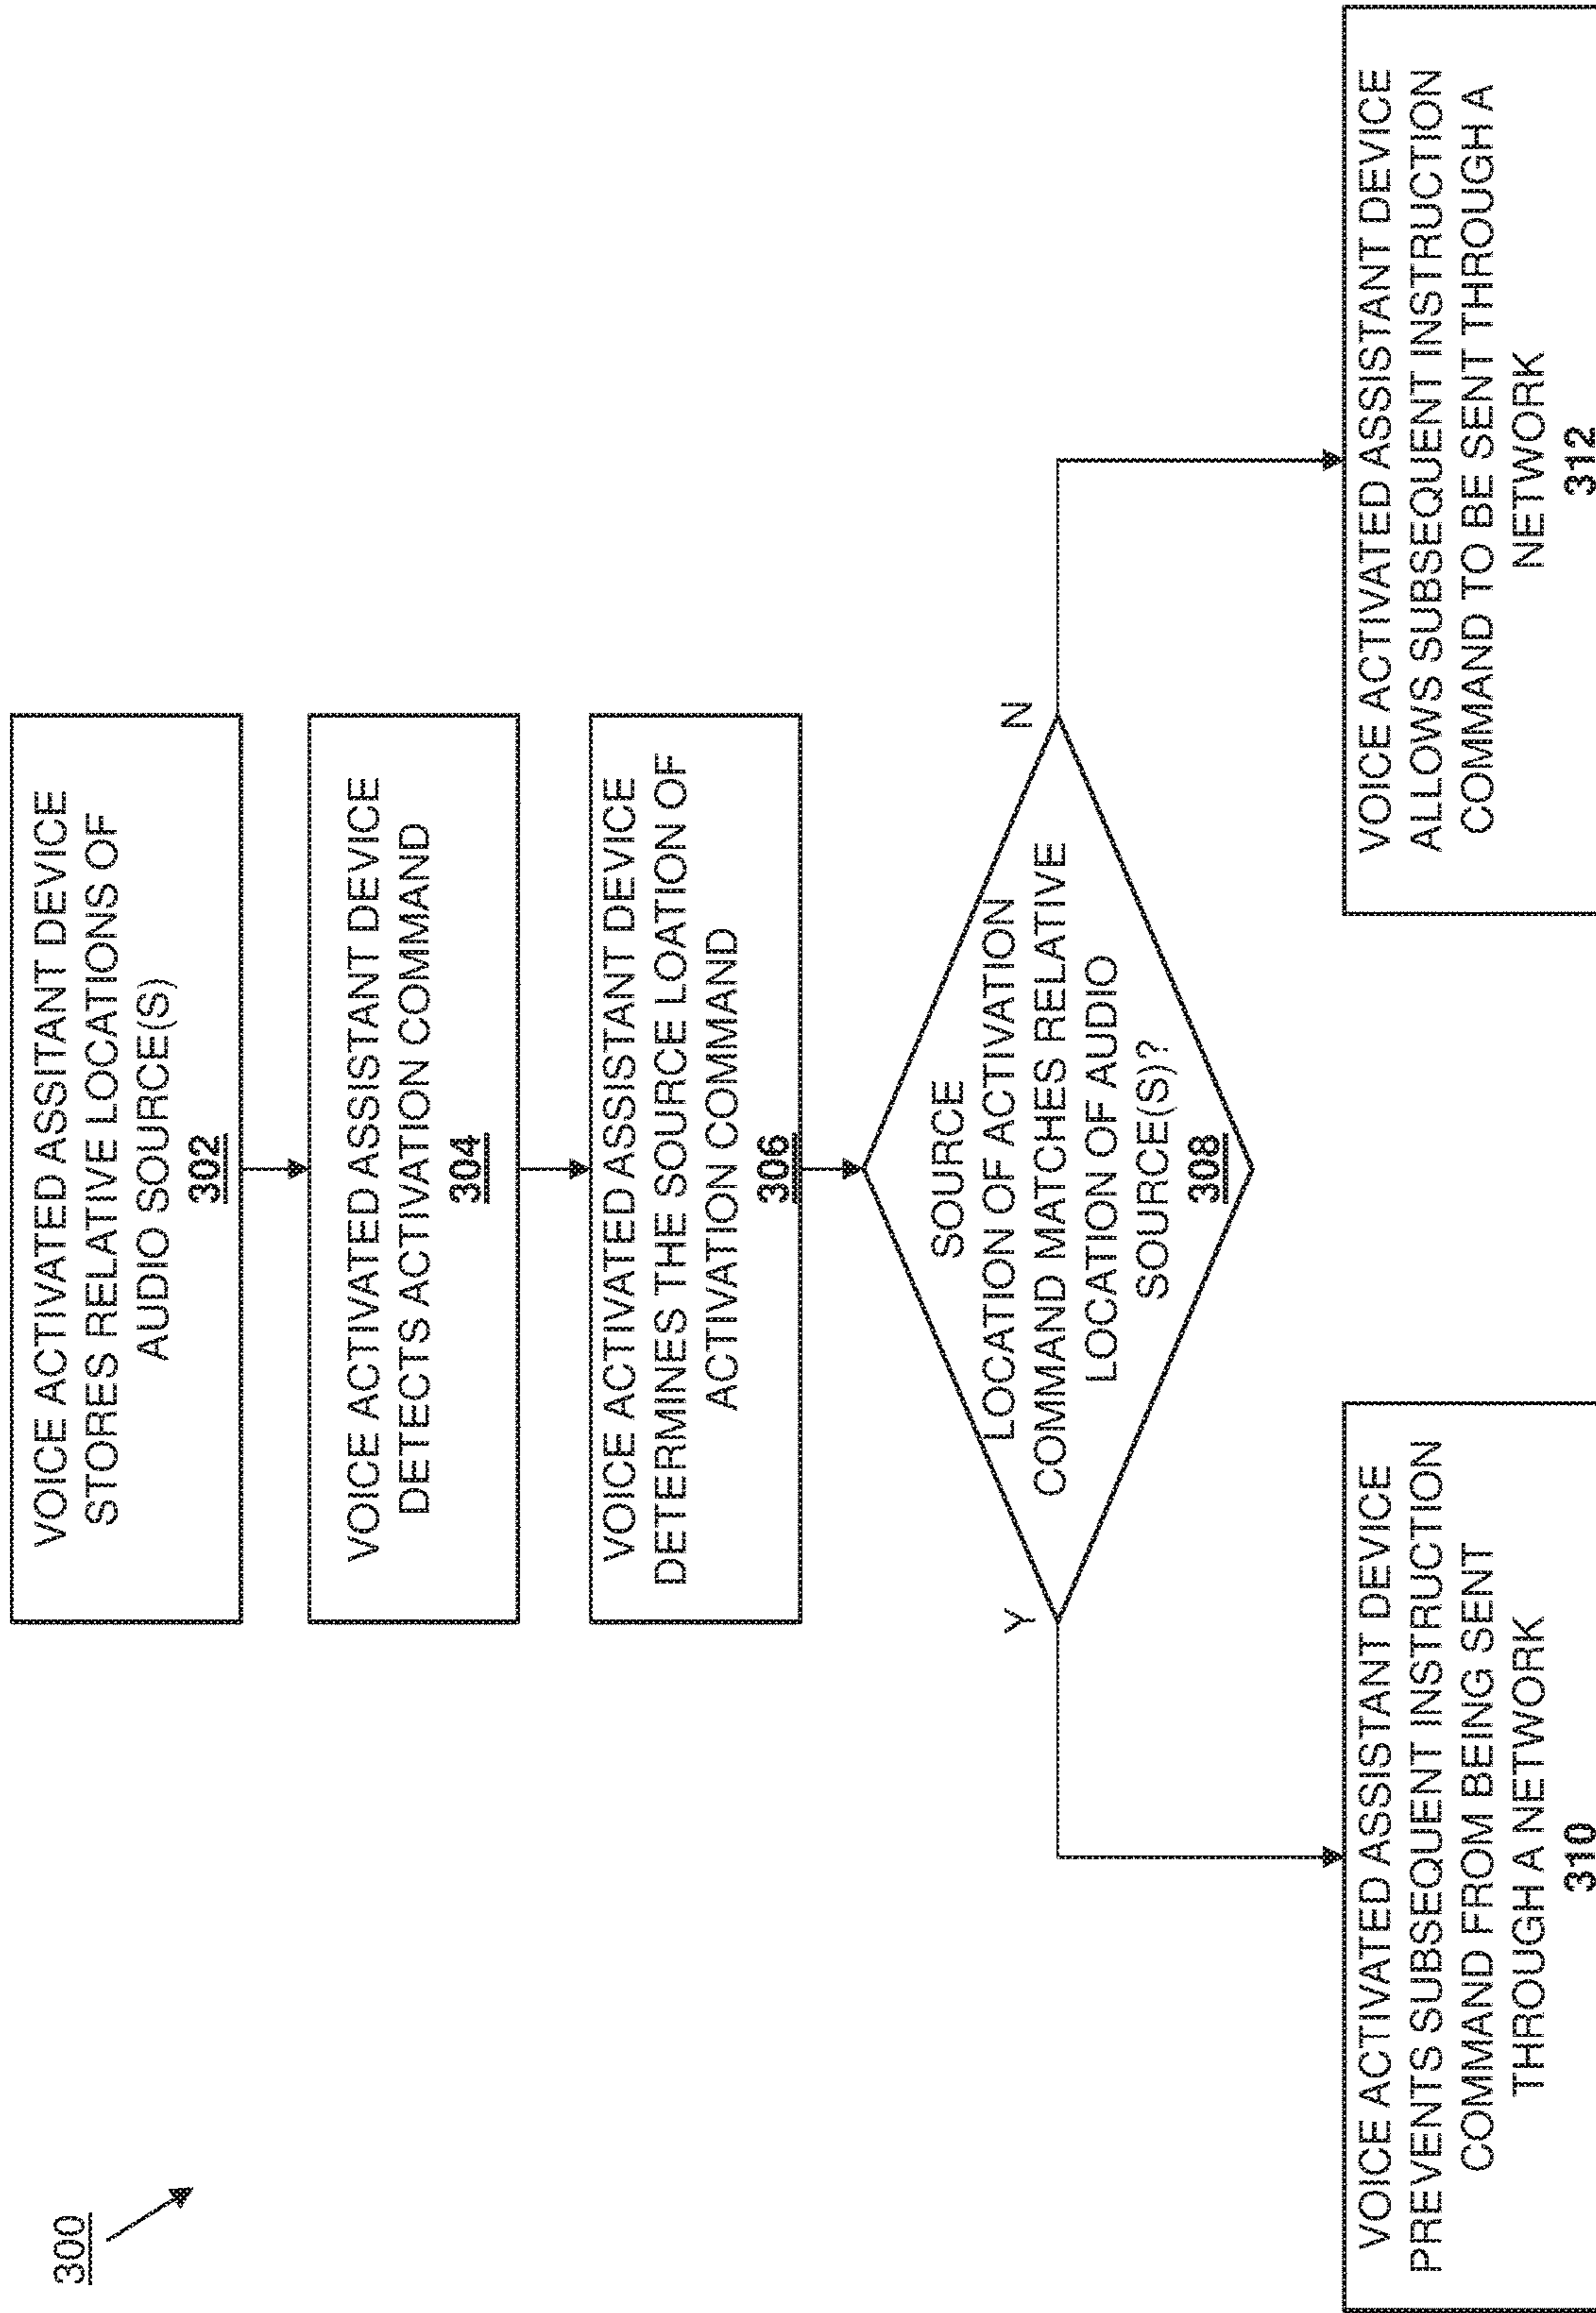 300
VOICE ACTIVATED ASSITANT DEVICE
STORES RELATIVE LOCATIONS OF
AUDIO SOURCE(S)
302
VOICE ACTIVATED ASSISTANT DEVICE
DETECTS ACTIVATION COMMAND
304
VOICE ACTIVATED ASSISTANT DEVICE
DETERMINES THE SOURCE LOATION OF
ACTIVATION COMMAND
306
SOURCE
LOCATION OF ACTIVATION
COMMAND MATCHES RELATIVE
LOCATION OF AUDIO
SOURCE(S)?
308
Y
N
VOICE ACTIVATED ASSISTANT DEVICE
PREVENTS SUBSEQUENT INSTRUCTION
COMMAND FROM BEING SENT
THROUGH A NETWORK
310
VOICE ACTIVATED ASSISTANT DEVICE
ALLOWS SUBSEQUENT INSTRUCTION
COMMAND TO BE SENT THROUGH A
NETWORK
312